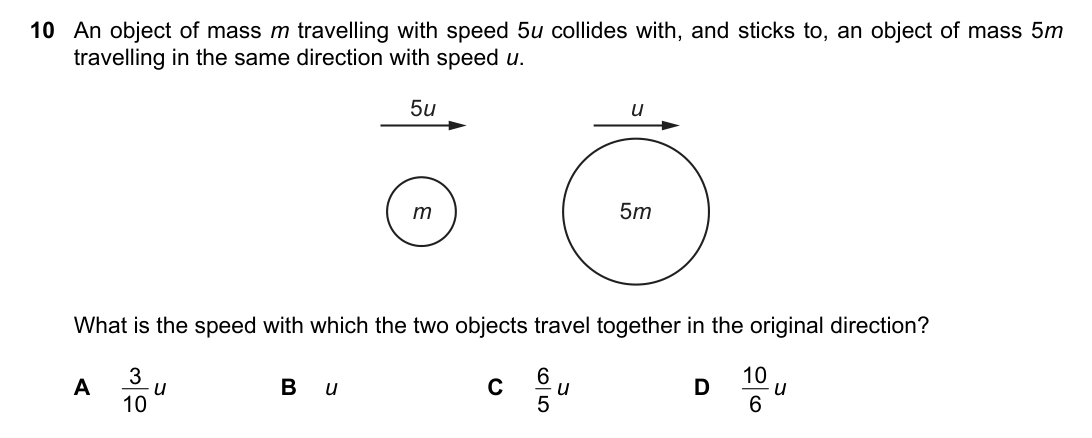 10 An object of mass m travelling with speed 5u collides with, and sticks to, an object of mass 5m
travelling in the same direction with speed u.
5u u
m 5m
What is the speed with which the two objects travel together in the original direction?
A 3/10 u B u C 6/5 u D 10/6 u